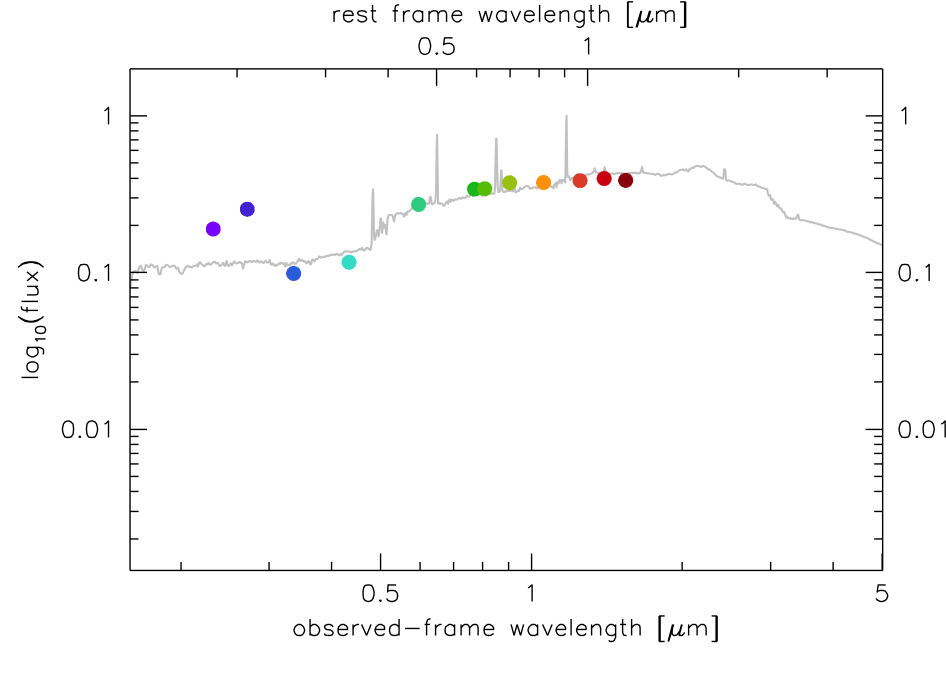 rest frame wavelength [μm]
0.5 1
1 1
0.1 0.1
0.01 0.01
log₁₀(flux)
0.5 1 5
observed-frame wavelength [μm]